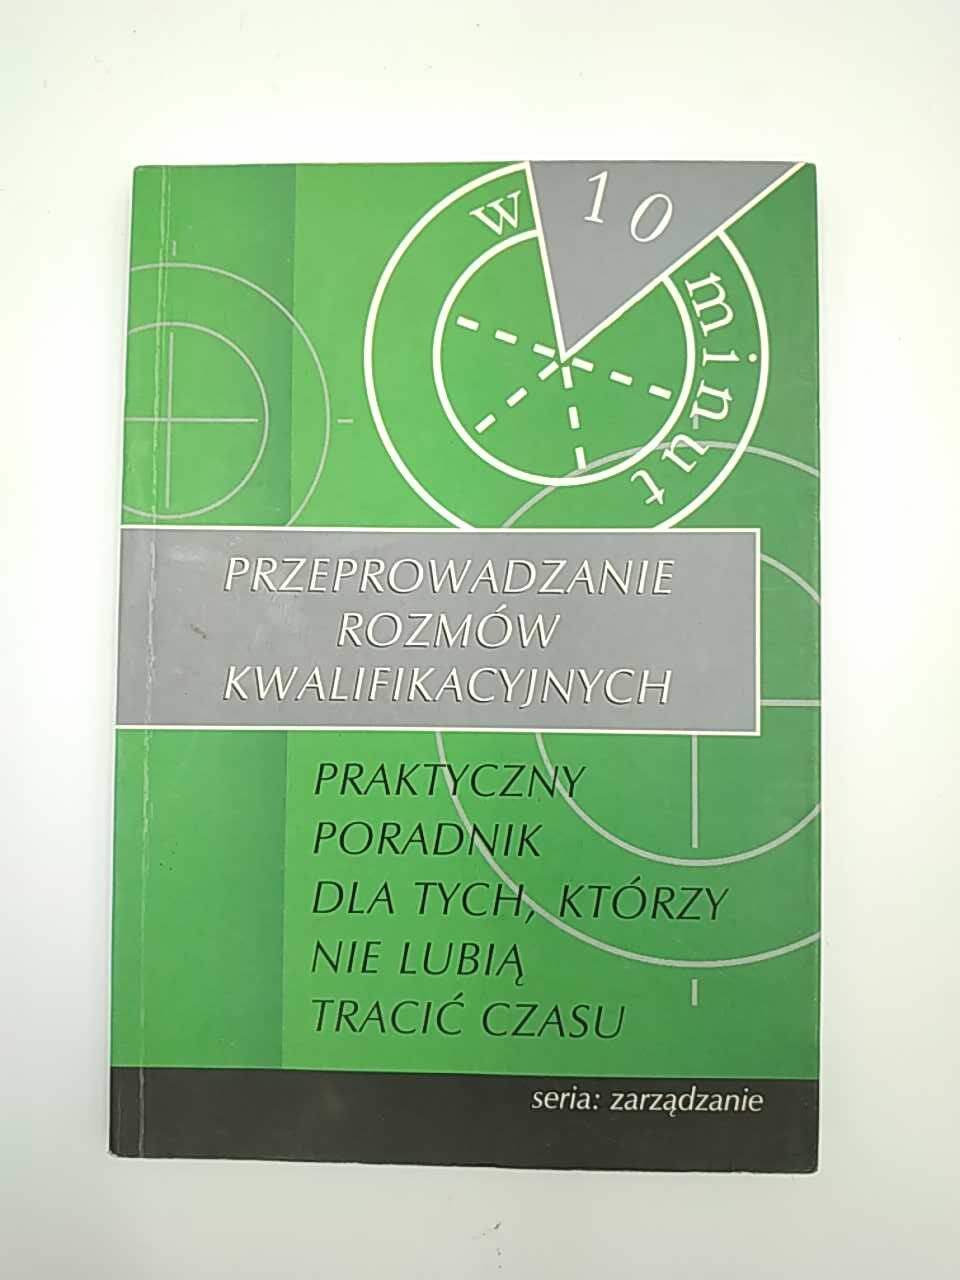 w 10 minut
PRZEPROWADZANIE
ROZMÓW
KWALIFIKACYJNYCH
PRAKTYCZNY
PORADNIK
DLA TYCH, KTÓRZY
NIE LUBIĄ
TRACIĆ CZASU
seria: zarządzanie